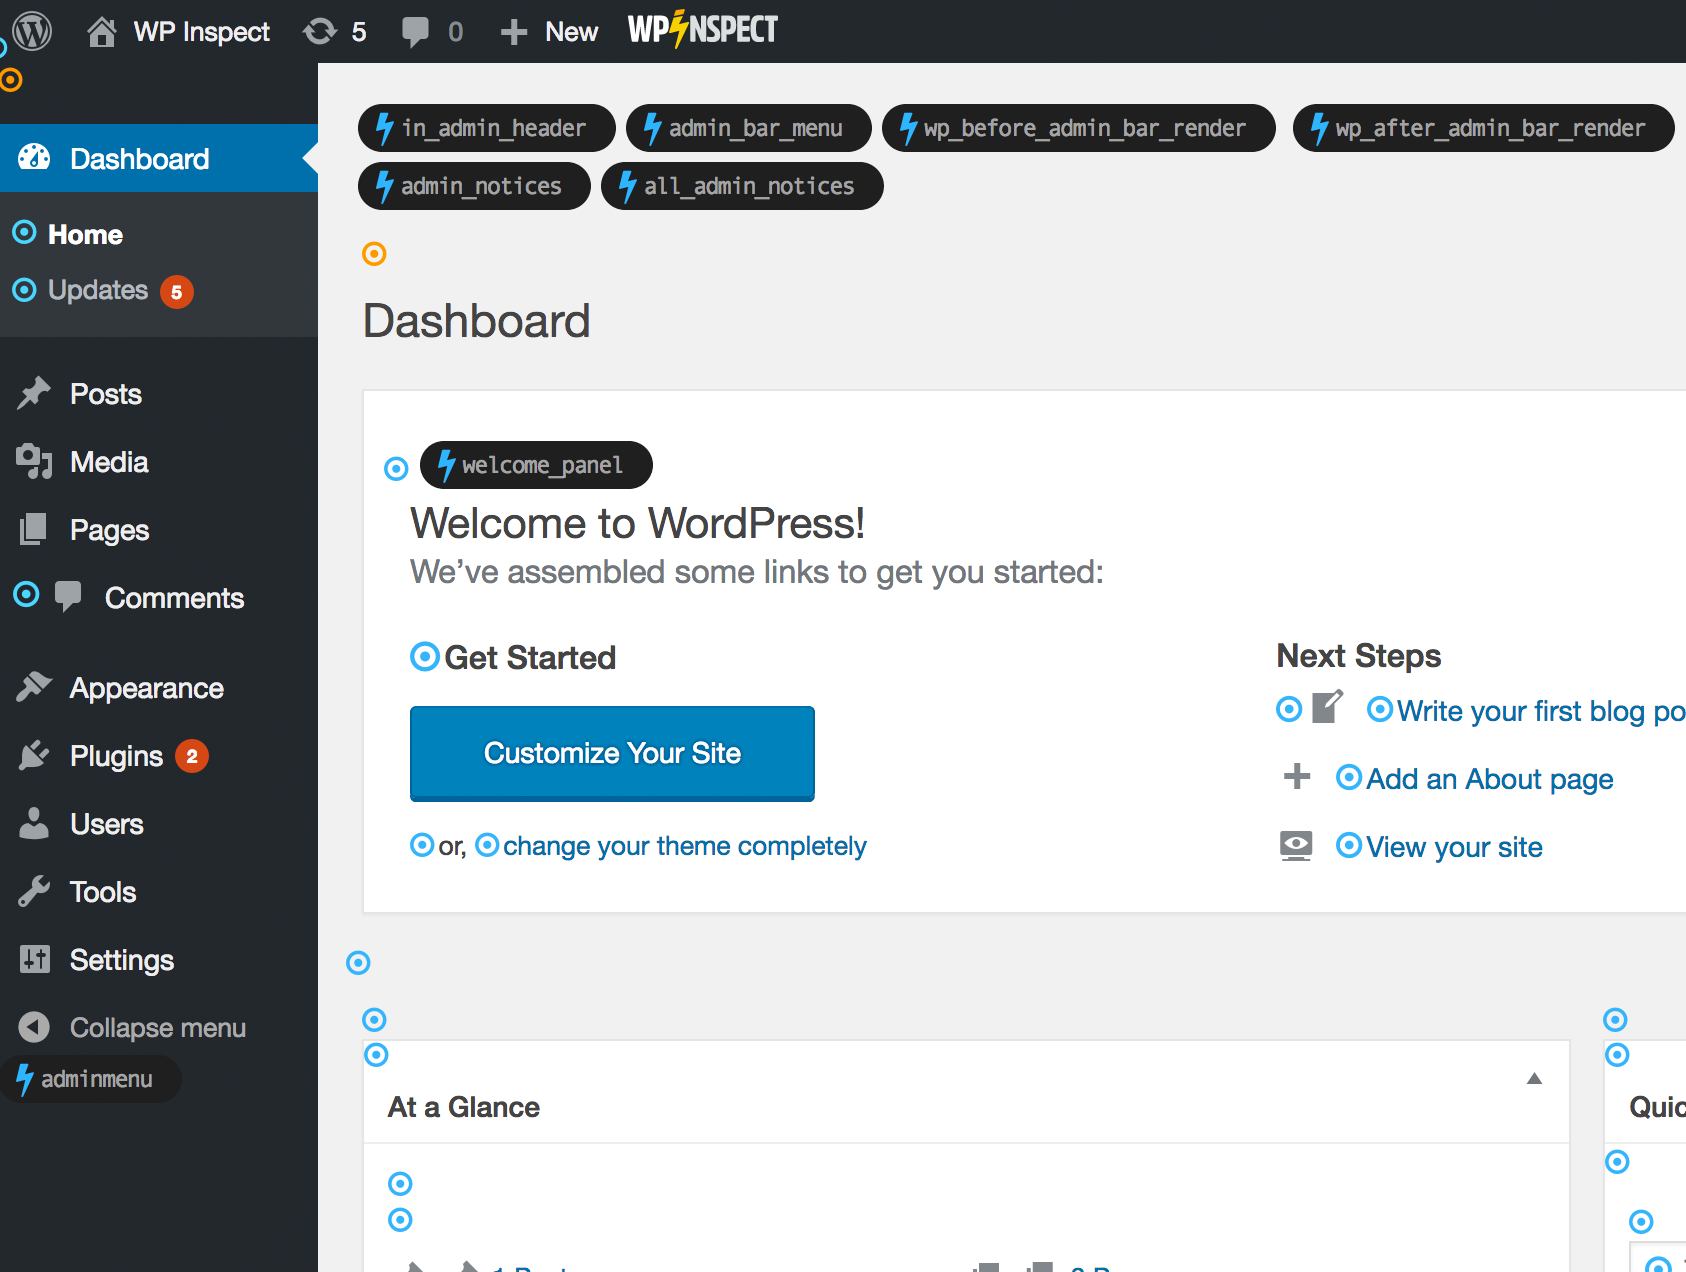 WP Inspect 5 0 New WPINSPECT
in_admin_header admin_bar_menu wp_before_admin_bar_render wp_after_admin_bar_render
admin_notices all_admin_notices
Dashboard
Home
Updates 5
Posts
Media
Pages
Comments
Appearance
Plugins 2
Users
Tools
Settings
Collapse menu
adminmenu
Dashboard
welcome_panel
Welcome to WordPress!
We’ve assembled some links to get you started:
Get Started
Customize Your Site
or, change your theme completely
Next Steps
Write your first blog po
Add an About page
View your site
At a Glance
Quic